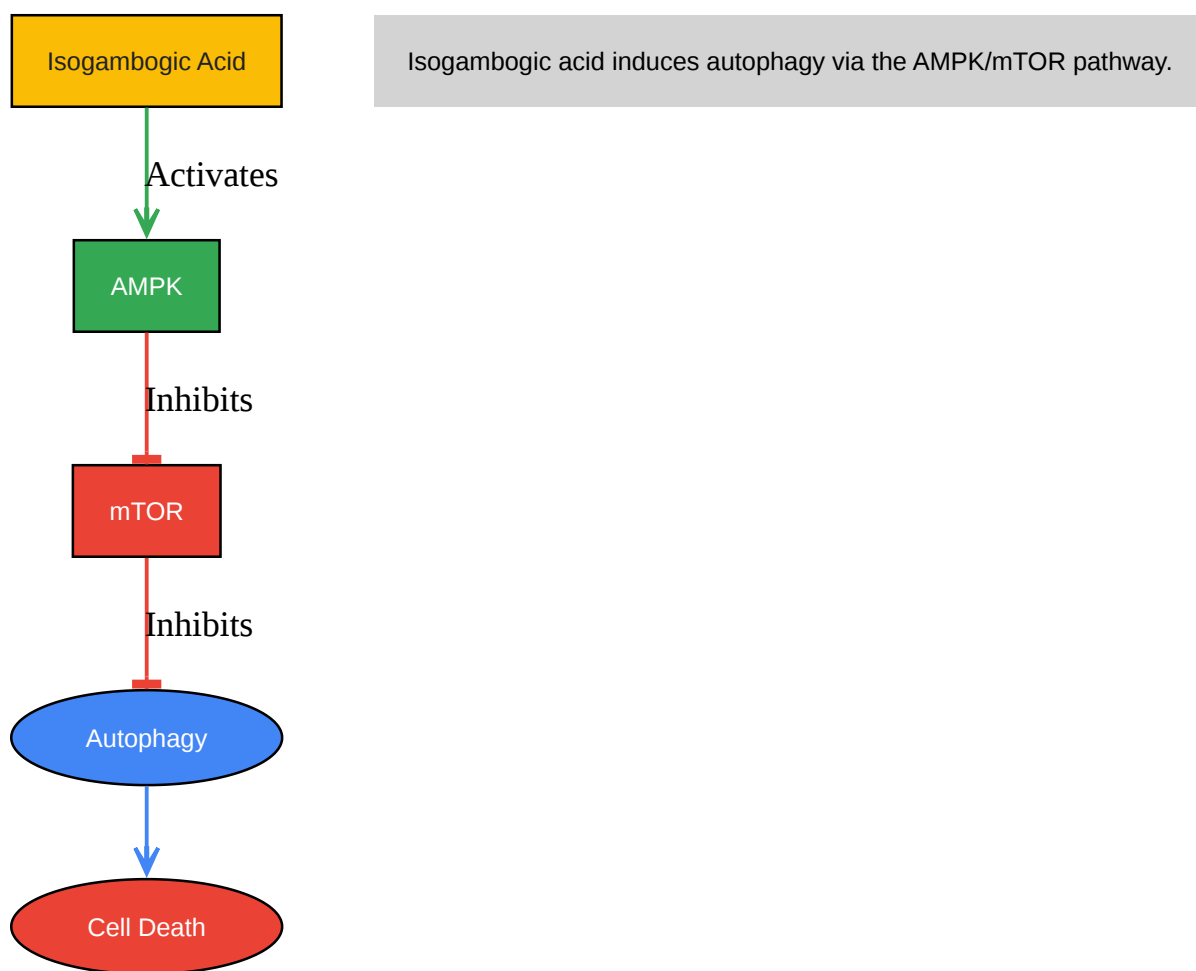 Isogambogic Acid
Isogambogic acid induces autophagy via the AMPK/mTOR pathway.
Activates
AMPK
Inhibits
mTOR
Inhibits
Autophagy
Cell Death